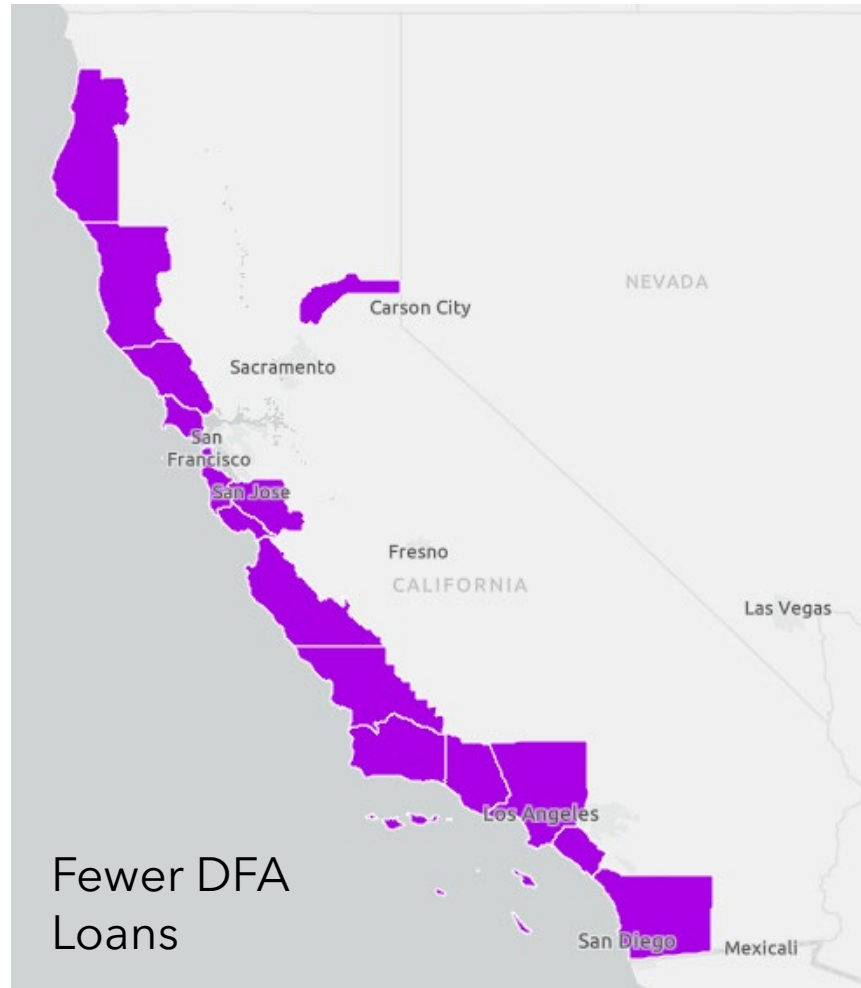 NEVADA
Carson City
Sacramento
San
Francisco
San Jose
Fresno
CALIFORNIA
Las Vegas
Los Angeles
Fewer DFA
Loans
San Diego
Mexicali